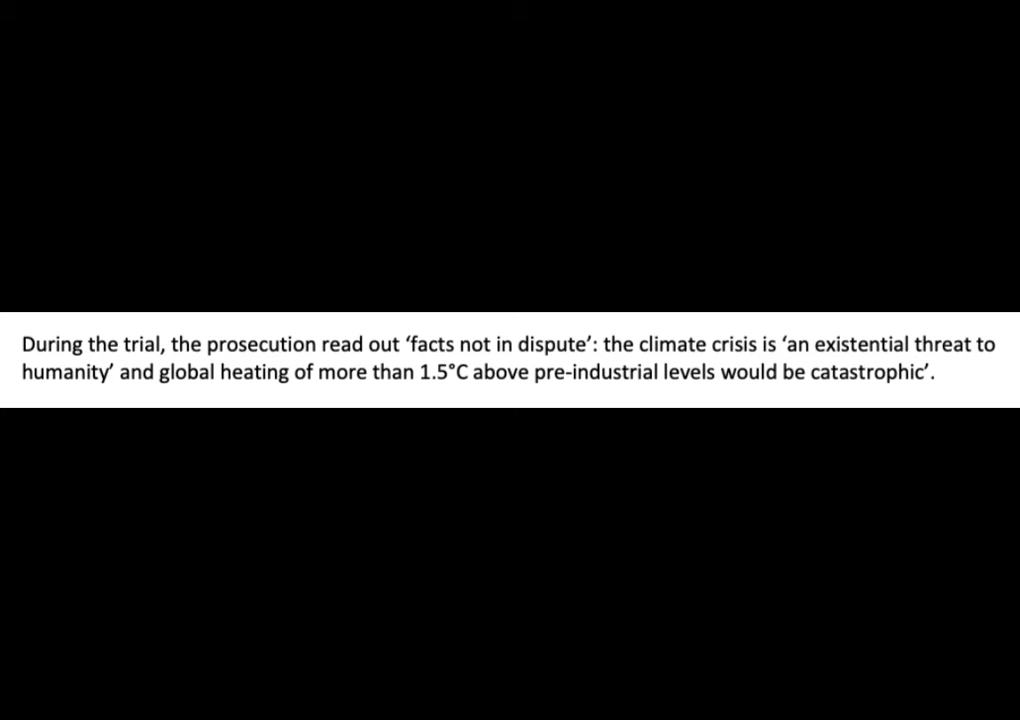 During the trial, the prosecution read out ‘facts not in dispute’: the climate crisis is ‘an existential threat to
humanity’ and global heating of more than 1.5°C above pre-industrial levels would be catastrophic’.